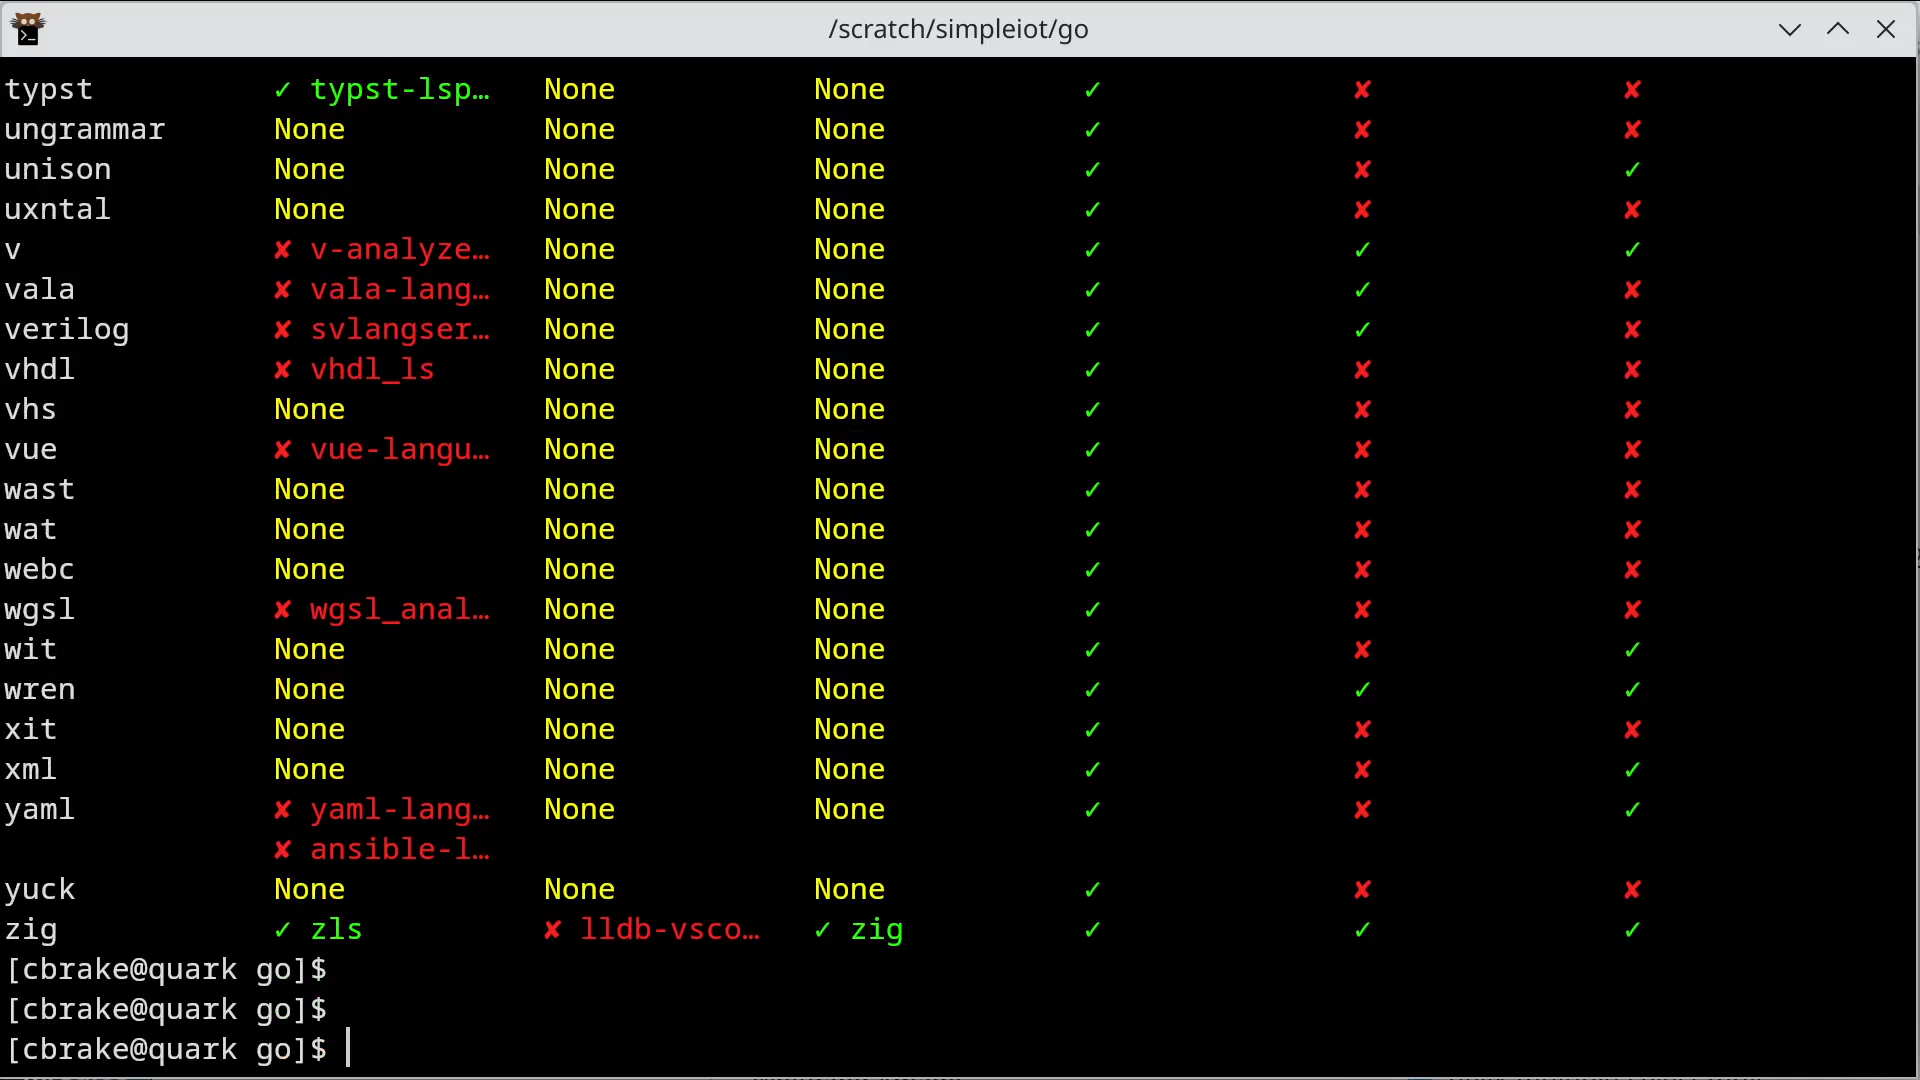 /scratch/simpleiot/go
typst ✓ typst-lsp… None None ✓ ✘ ✘
ungrammar None None None ✓ ✘ ✘
unison None None None ✓ ✘ ✓
uxntal None None None ✓ ✘ ✘
v ✘ v-analyze… None None ✓ ✓ ✓
vala ✘ vala-lang… None None ✓ ✓ ✘
verilog ✘ svlangser… None None ✓ ✓ ✘
vhdl ✘ vhdl_ls None None ✓ ✘ ✘
vhs None None None ✓ ✘ ✘
vue ✘ vue-langu… None None ✓ ✘ ✘
wast None None None ✓ ✘ ✘
wat None None None ✓ ✘ ✘
webc None None None ✓ ✘ ✘
wgsl ✘ wgsl_anal… None None ✓ ✘ ✘
wit None None None ✓ ✘ ✓
wren None None None ✓ ✓ ✓
xit None None None ✓ ✘ ✘
xml None None None ✓ ✘ ✓
yaml ✘ yaml-lang… None None ✓ ✘ ✓
✘ ansible-l…
yuck None None None ✓ ✘ ✘
zig ✓ zls ✘ lldb-vsco… ✓ zig ✓ ✓ ✓
[cbrake@quark go]$
[cbrake@quark go]$
[cbrake@quark go]$